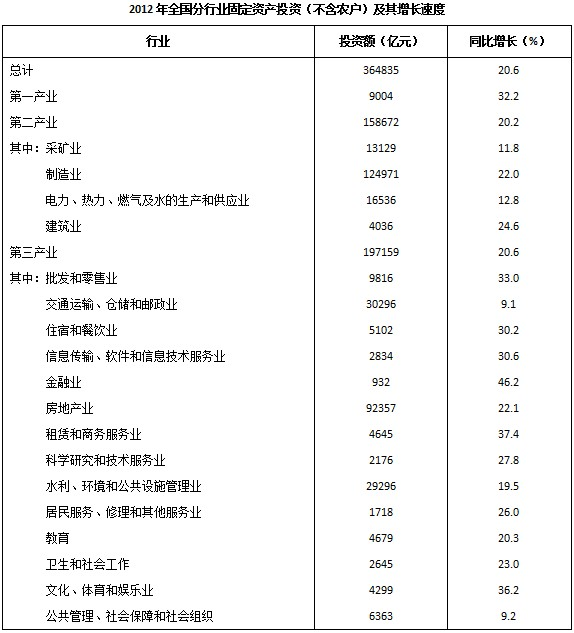 2012 年全国分行业固定资产投资（不含农户）及其增长速度
行业 投资额（亿元） 同比增长（%）
总计 364835 20.6
第一产业 9004 32.2
第二产业 158672 20.2
其中：采矿业 13129 11.8
制造业 124971 22.0
电力、热力、燃气及水的生产和供应业 16536 12.8
建筑业 4036 24.6
第三产业 197159 20.6
其中：批发和零售业 9816 33.0
交通运输、仓储和邮政业 30296 9.1
住宿和餐饮业 5102 30.2
信息传输、软件和信息技术服务业 2834 30.6
金融业 932 46.2
房地产业 92357 22.1
租赁和商务服务业 4645 37.4
科学研究和技术服务业 2176 27.8
水利、环境和公共设施管理业 29296 19.5
居民服务、修理和其他服务业 1718 26.0
教育 4679 20.3
卫生和社会工作 2645 23.0
文化、体育和娱乐业 4299 36.2
公共管理、社会保障和社会组织 6363 9.2